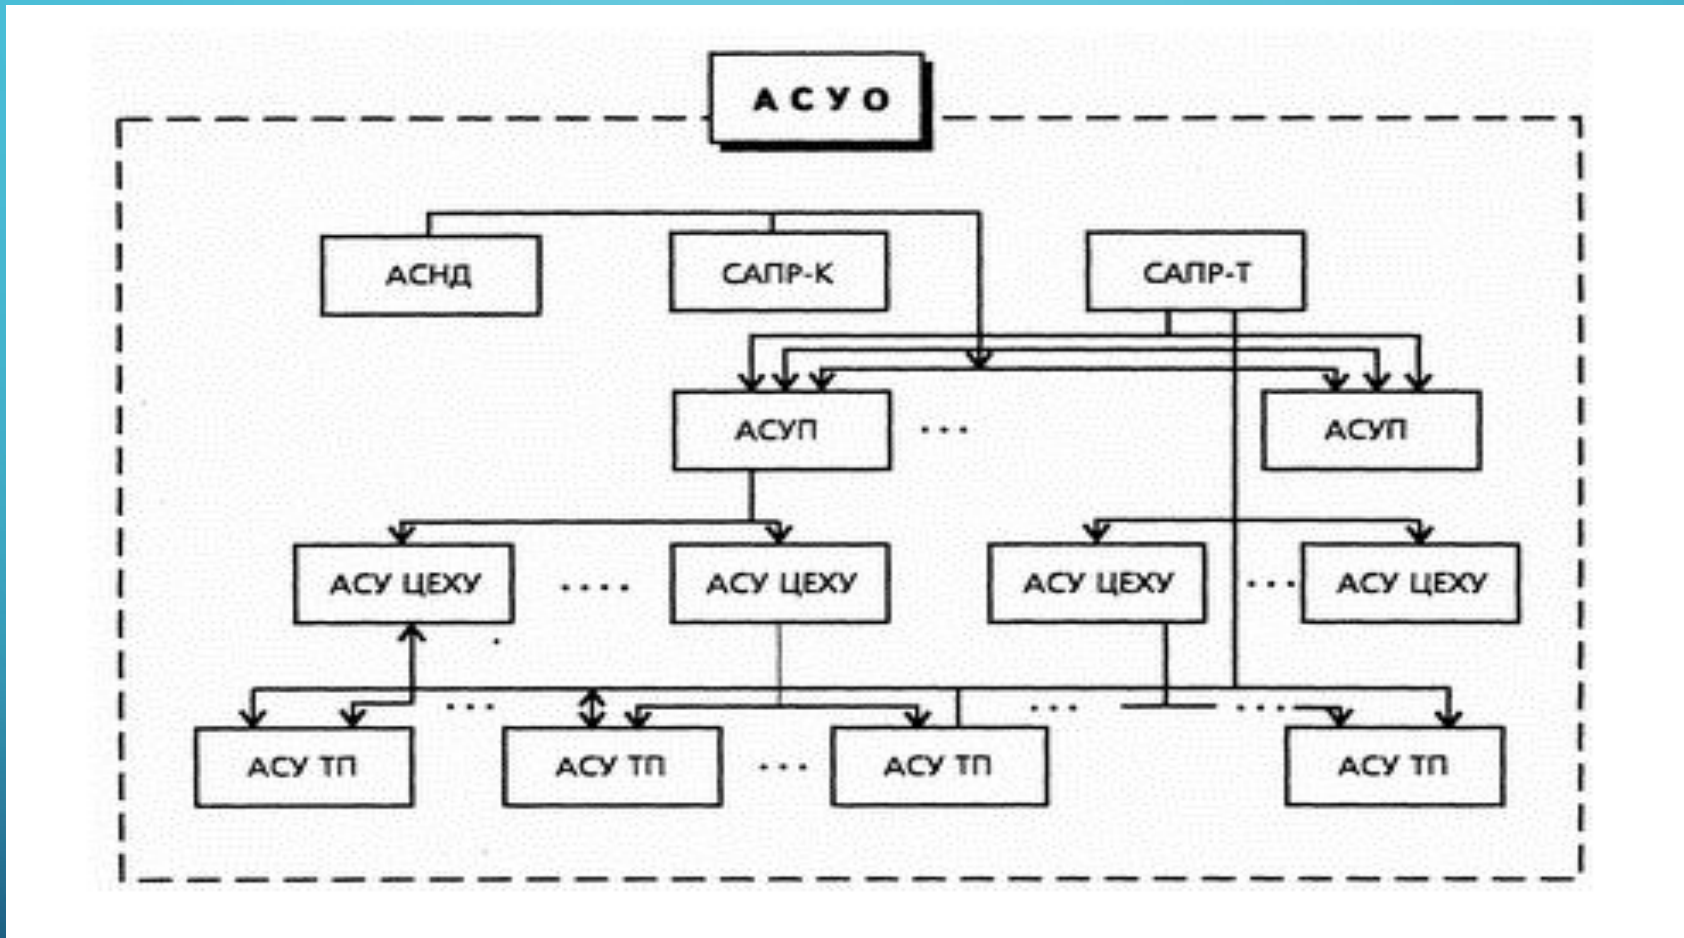 АСУО
АСНД САПР-К САПР-Т
АСУП ... АСУП
АСУ ЦЕХУ .... АСУ ЦЕХУ АСУ ЦЕХУ ... АСУ ЦЕХУ
... ... ....
АСУ ТП АСУ ТП ... АСУ ТП АСУ ТП